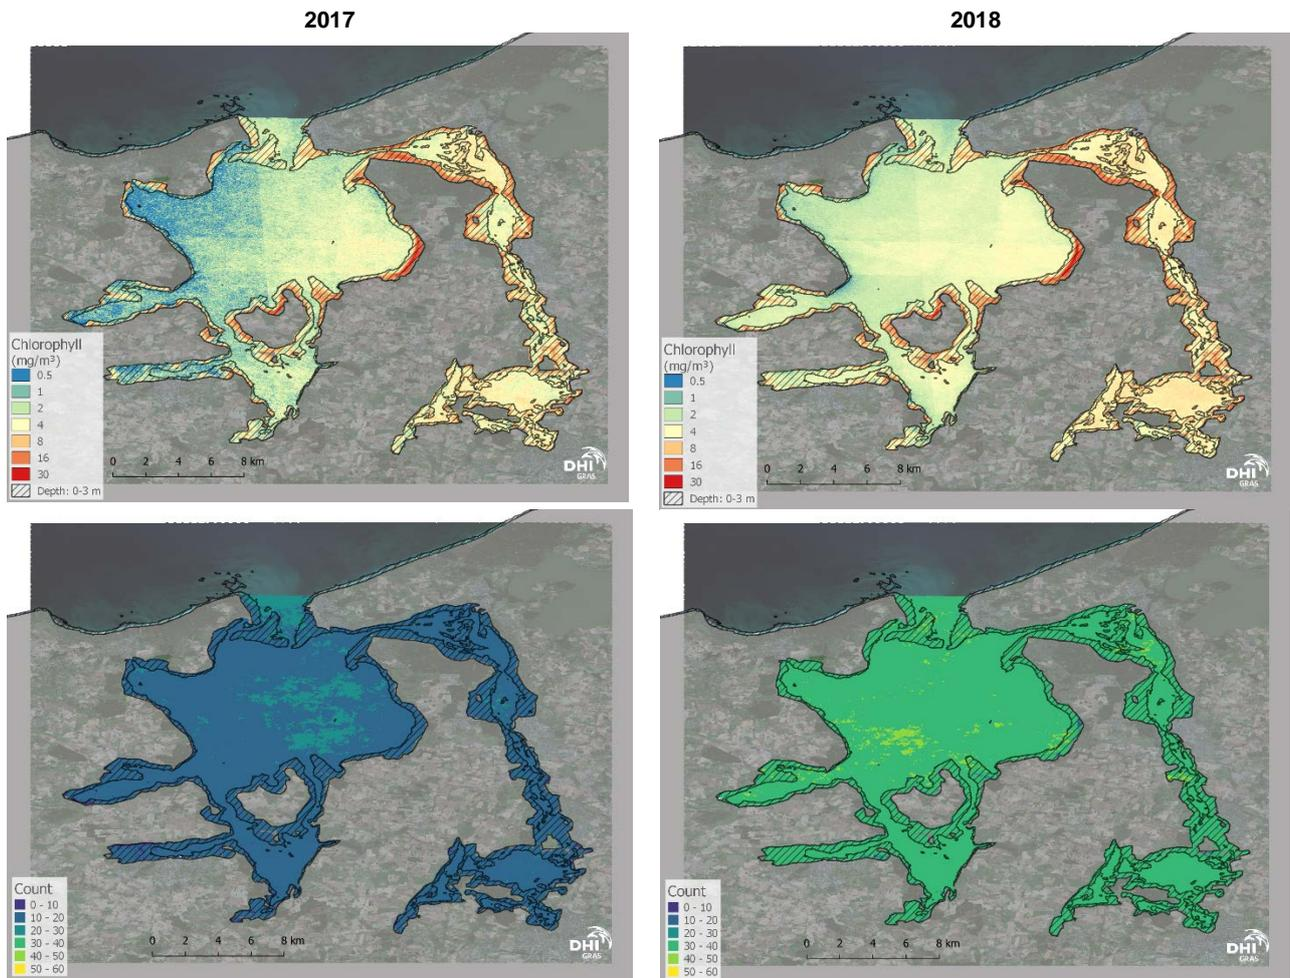 2017
2018
Chlorophyll
(mg/m³)
0.5
1
2
4
8
16
30
Depth: 0-3 m
0 2 4 6 8 km
DHI
GRAS
Chlorophyll
(mg/m³)
0.5
1
2
4
8
16
30
Depth: 0-3 m
0 2 4 6 8 km
DHI
GRAS
Count
0 - 10
10 - 20
20 - 30
30 - 40
40 - 50
50 - 60
0 2 4 6 8 km
DHI
GRAS
Count
0 - 10
10 - 20
20 - 30
30 - 40
40 - 50
50 - 60
0 2 4 6 8 km
DHI
GRAS